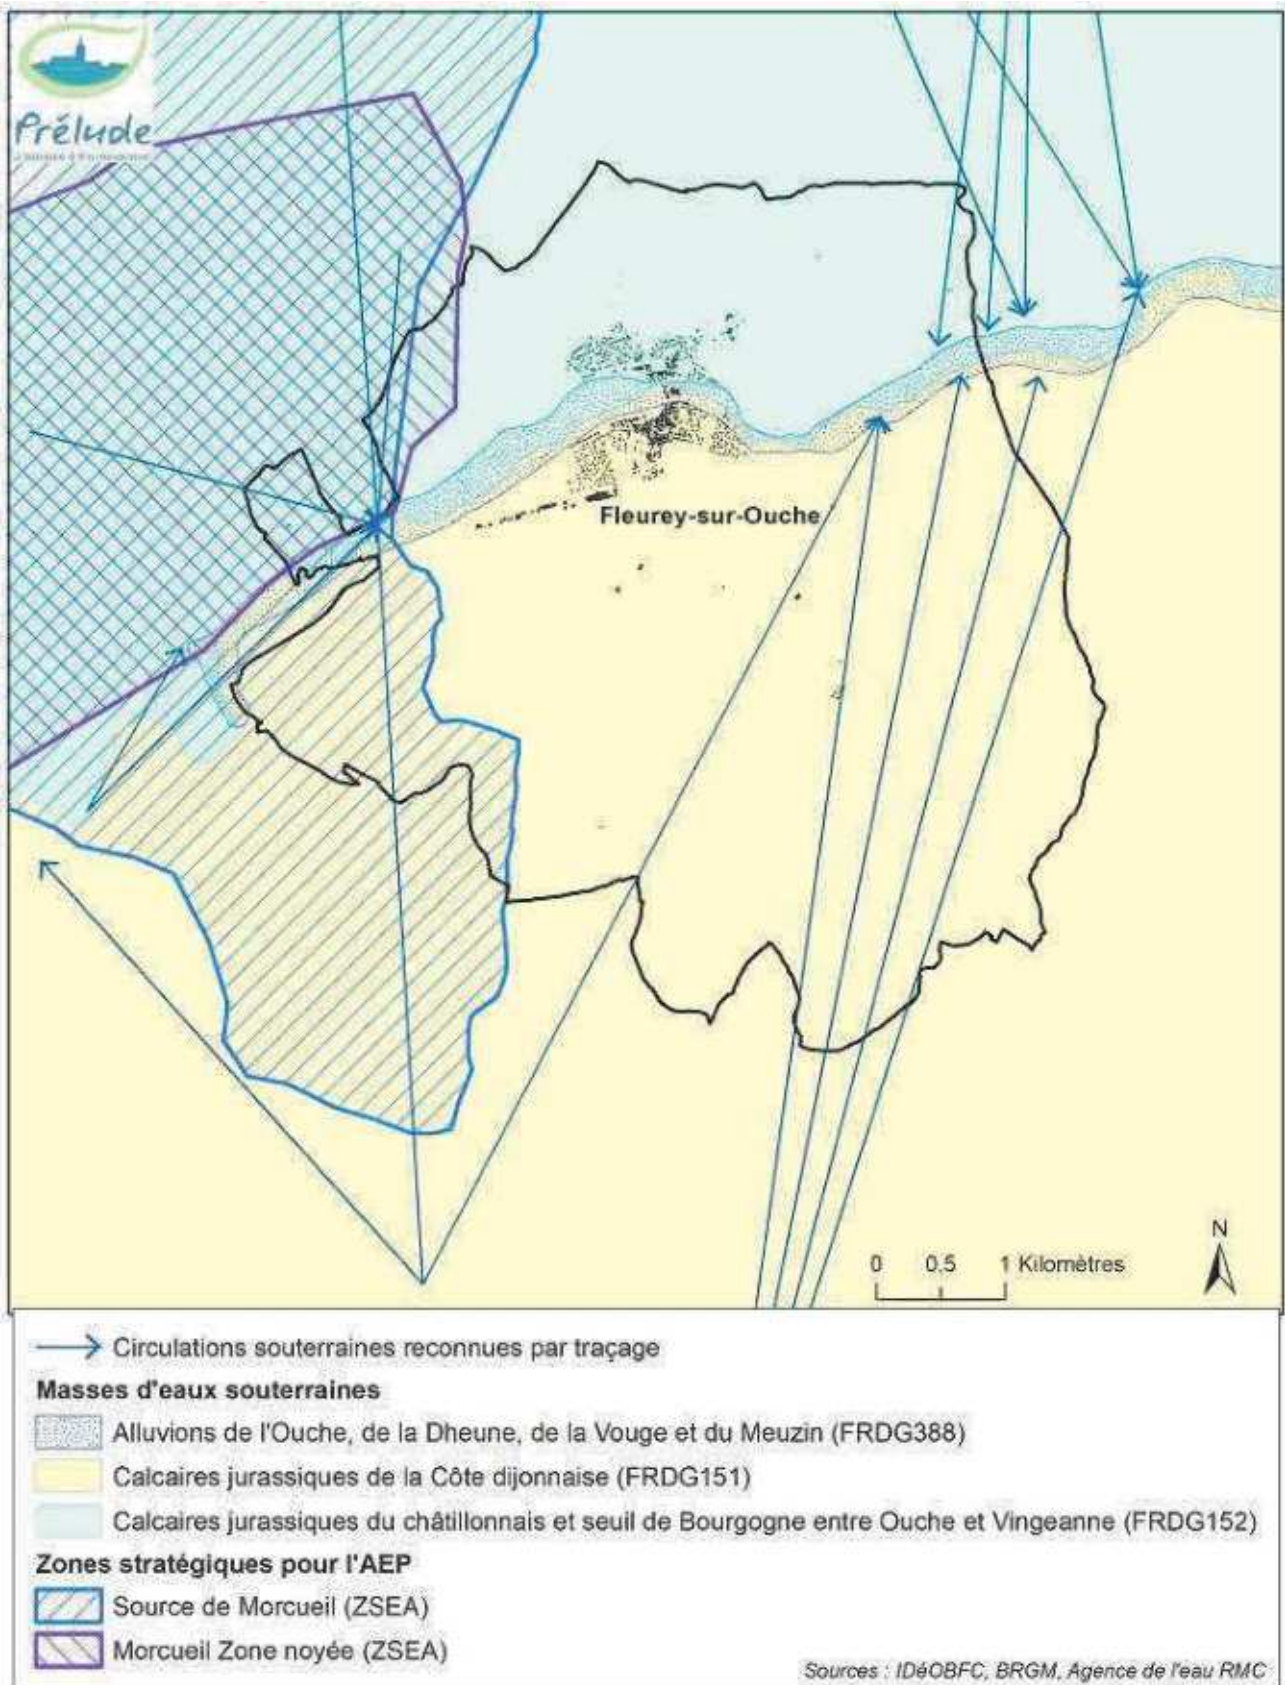 Prélude
Fleurey-sur-Ouche
N
0 0,5 1 Kilomètres
Circulations souterraines reconnues par traçage
Masses d'eaux souterraines
Alluvions de l'Ouche, de la Dheune, de la Vouge et du Meuzin (FRDG388)
Calcaires jurassiques de la Côte dijonnaise (FRDG151)
Calcaires jurassiques du châtillonnais et seuil de Bourgogne entre Ouche et Vingeanne (FRDG152)
Zones stratégiques pour l'AEP
Source de Morcueil (ZSEA)
Morcueil Zone noyée (ZSEA)
Sources : IDéOBFC, BRGM, Agence de l'eau RMC